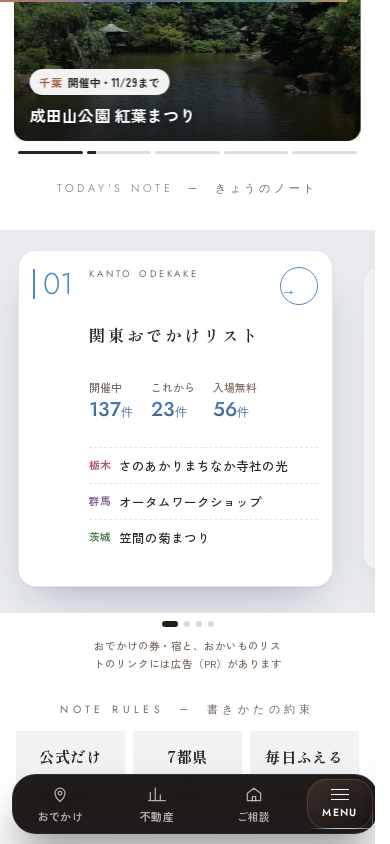 千葉 開催中・11/29まで
成田山公園 紅葉まつり
TODAY'S NOTE — きょうのノート
01
KANTO ODEKAKE
→
関東おでかけリスト
開催中 これから 入場無料
137件 23件 56件
栃木 さのあかりまちなか寺社の光
群馬 オータムワークショップ
茨城 笠間の菊まつり
おでかけの券・宿と、おかいものリス
トのリンクには広告（PR）があります
NOTE RULES — 書きかたの約束
公式だけ 7都県 毎日ふえる
おでかけ 不動産 ご相談 MENU